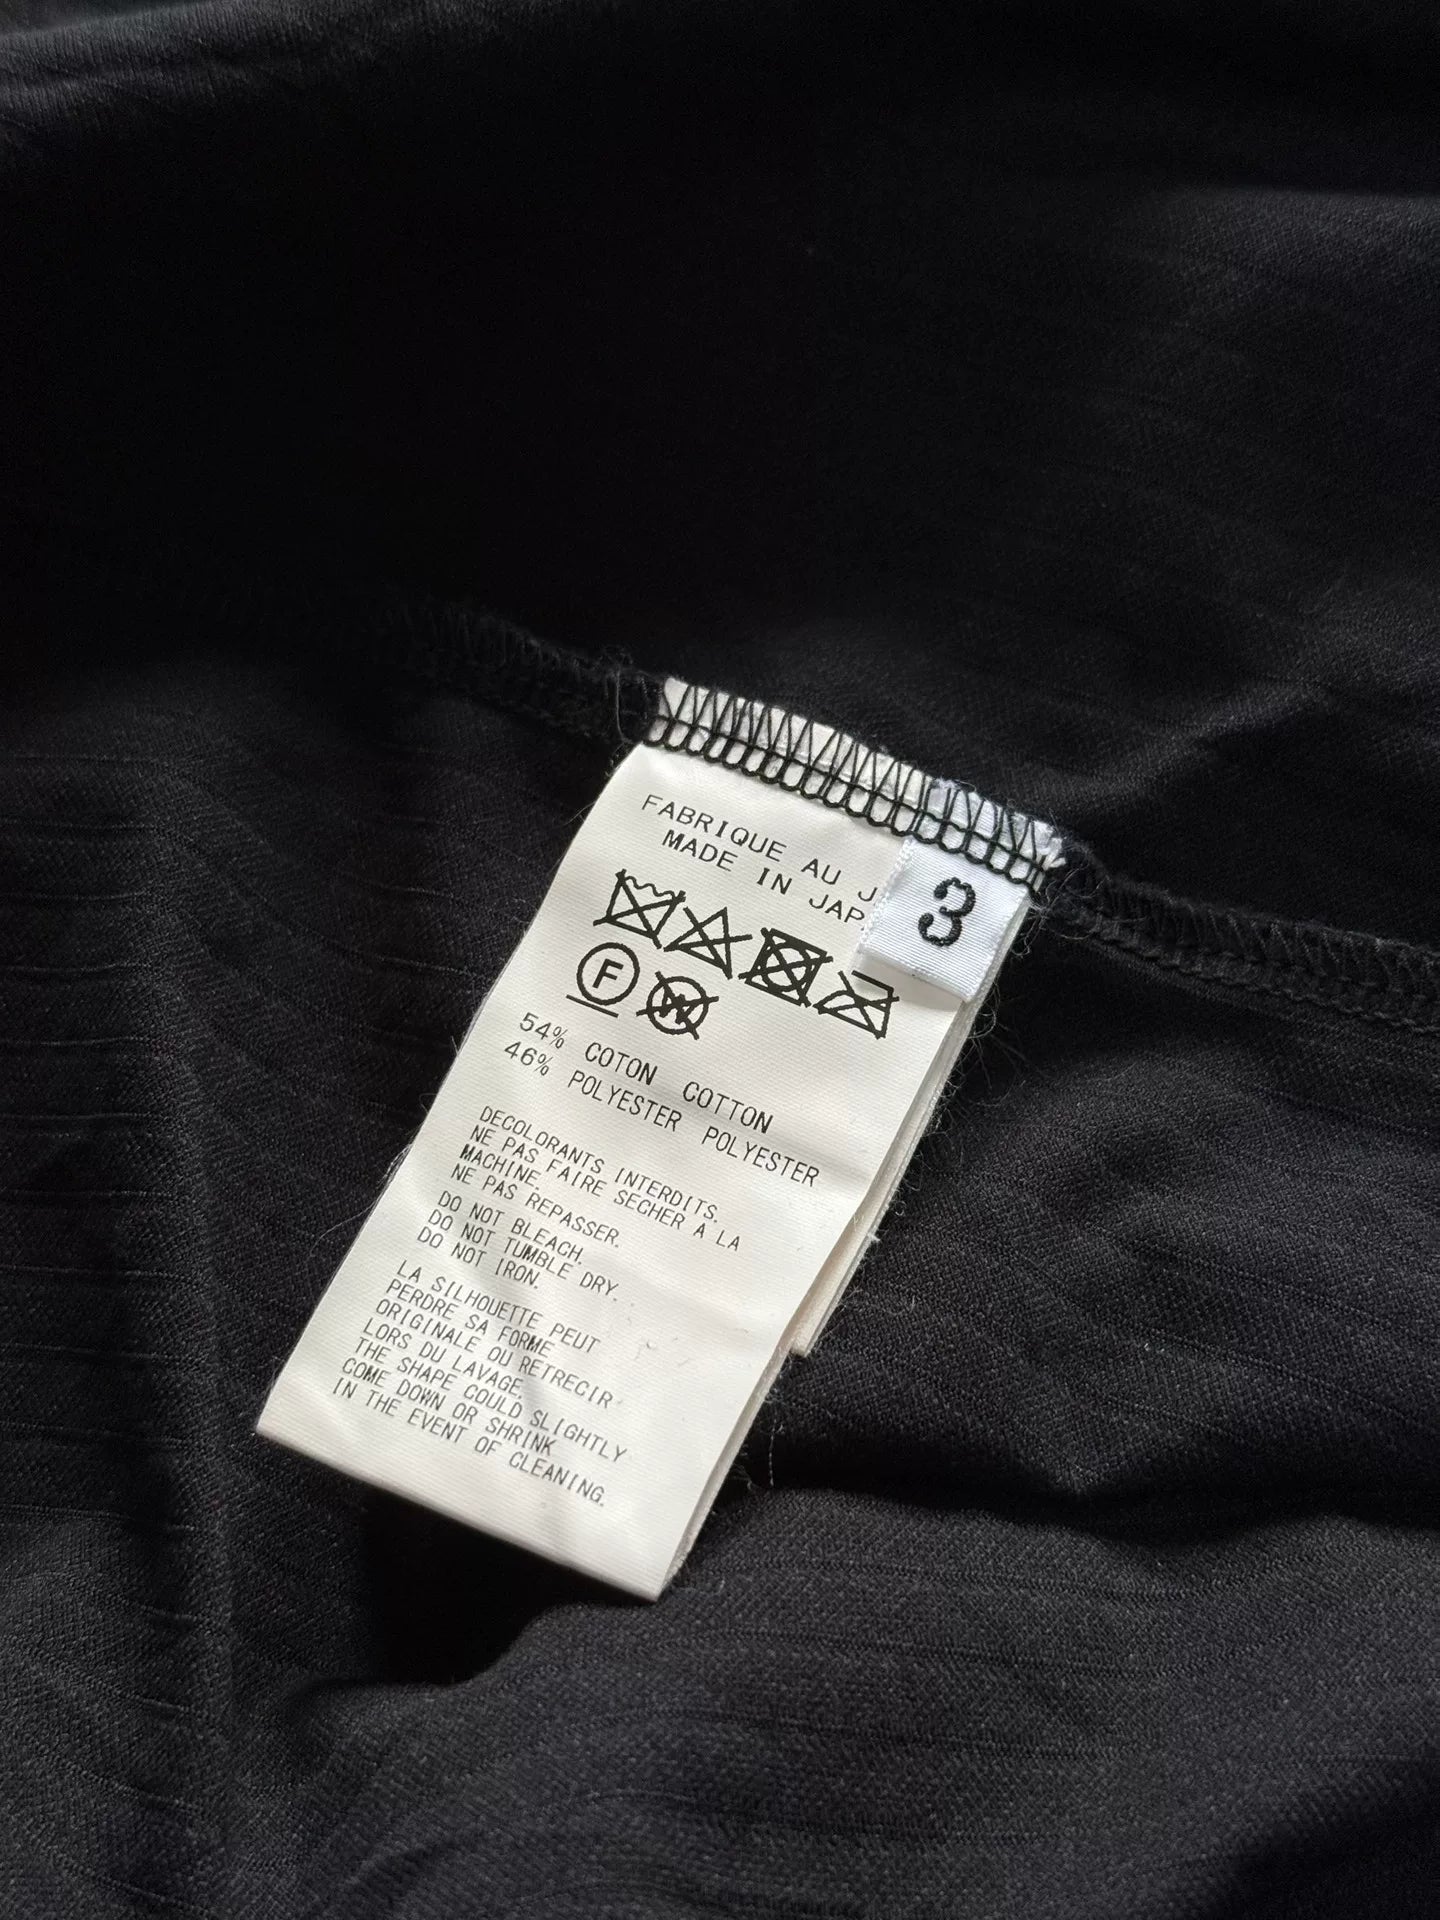 FABRIQUE AU J
MADE IN JAP
3
F
W
54% COTON COTTON
46% POLYESTER POLYESTER
DECOLORANTS INTERDITS.
NE PAS FAIRE SECHER A LA
MACHINE.
NE PAS REPASSER.
DO NOT BLEACH.
DO NOT TUMBLE DRY.
DO NOT IRON.
LA SILHOUETTE PEUT
PERDRE SA FORME
ORIGINALE OU RETRECIR
LORS DU LAVAGE.
THE SHAPE COULD SLIGHTLY
COME DOWN OR SHRINK
IN THE EVENT OF CLEANING.